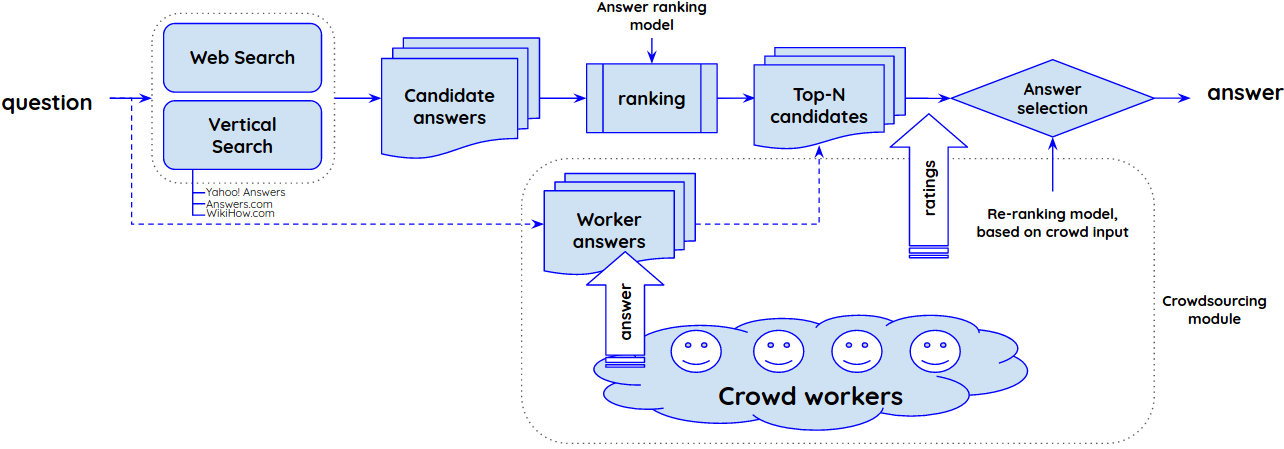 Answer ranking
model
Web Search
question
Candidate
answers
ranking
Top-N
candidates
Answer
selection
answer
Vertical
Search
Yahoo! Answers
Answers.com
WikiHow.com
ratings
Worker
answers
Re-ranking model,
based on crowd input
answer
Crowdsourcing
module
Crowd workers